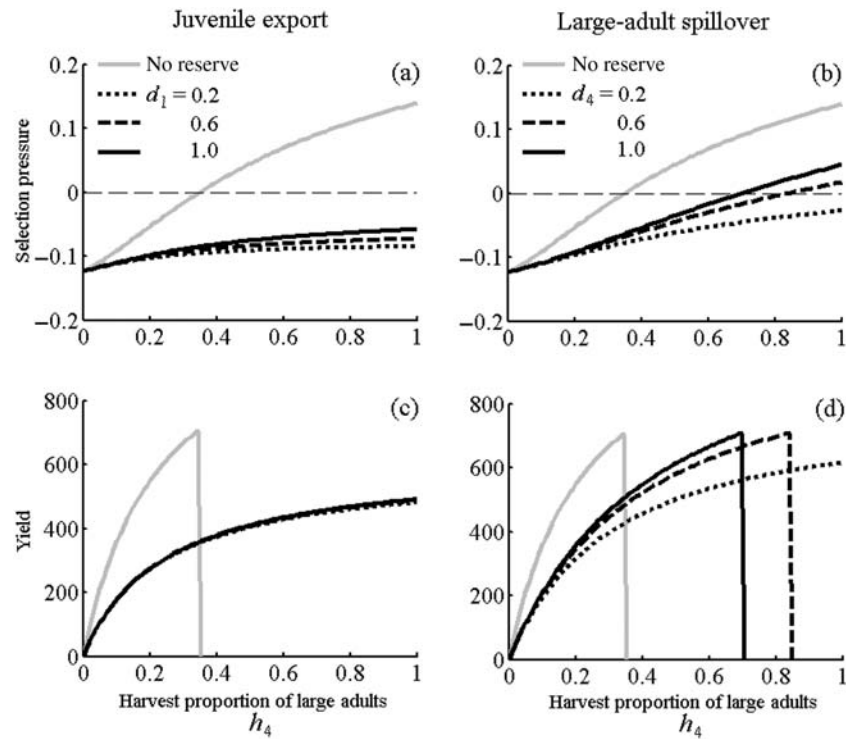 Juvenile export
Large-adult spillover
Selection pressure
0.2
0.1
0
−0.1
−0.2
No reserve
d1 = 0.2
0.6
1.0
(a)
0 0.2 0.4 0.6 0.8 1
0.2
0.1
0
−0.1
−0.2
No reserve
d4 = 0.2
0.6
1.0
(b)
0 0.2 0.4 0.6 0.8 1
Yield
800
600
400
200
0
(c)
0 0.2 0.4 0.6 0.8 1
Harvest proportion of large adults
h4
800
600
400
200
0
(d)
0 0.2 0.4 0.6 0.8 1
Harvest proportion of large adults
h4